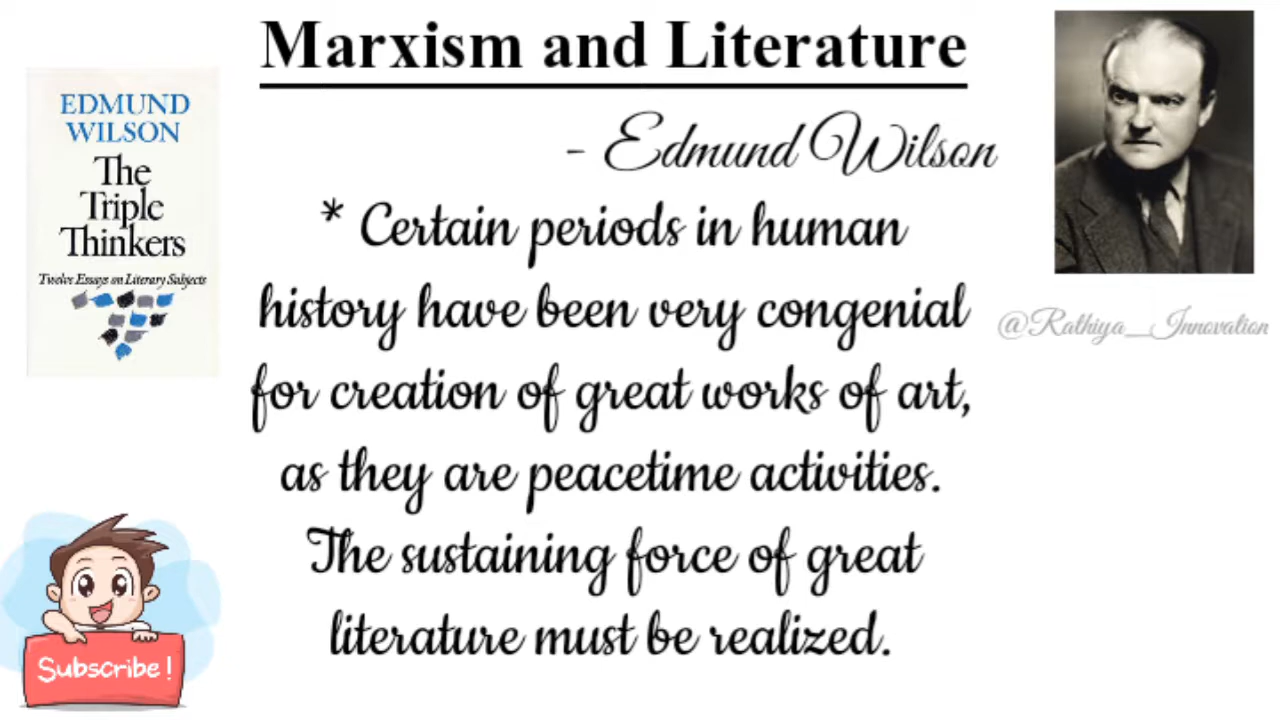 Marxism and Literature
- Edmund Wilson
EDMUND
WILSON
The
Triple
Thinkers
Twelve Essays on Literary Subjects
* Certain periods in human
history have been very congenial
for creation of great works of art,
as they are peacetime activities.
The sustaining force of great
literature must be realized.
@Rathiya_Innovation
Subscribe!